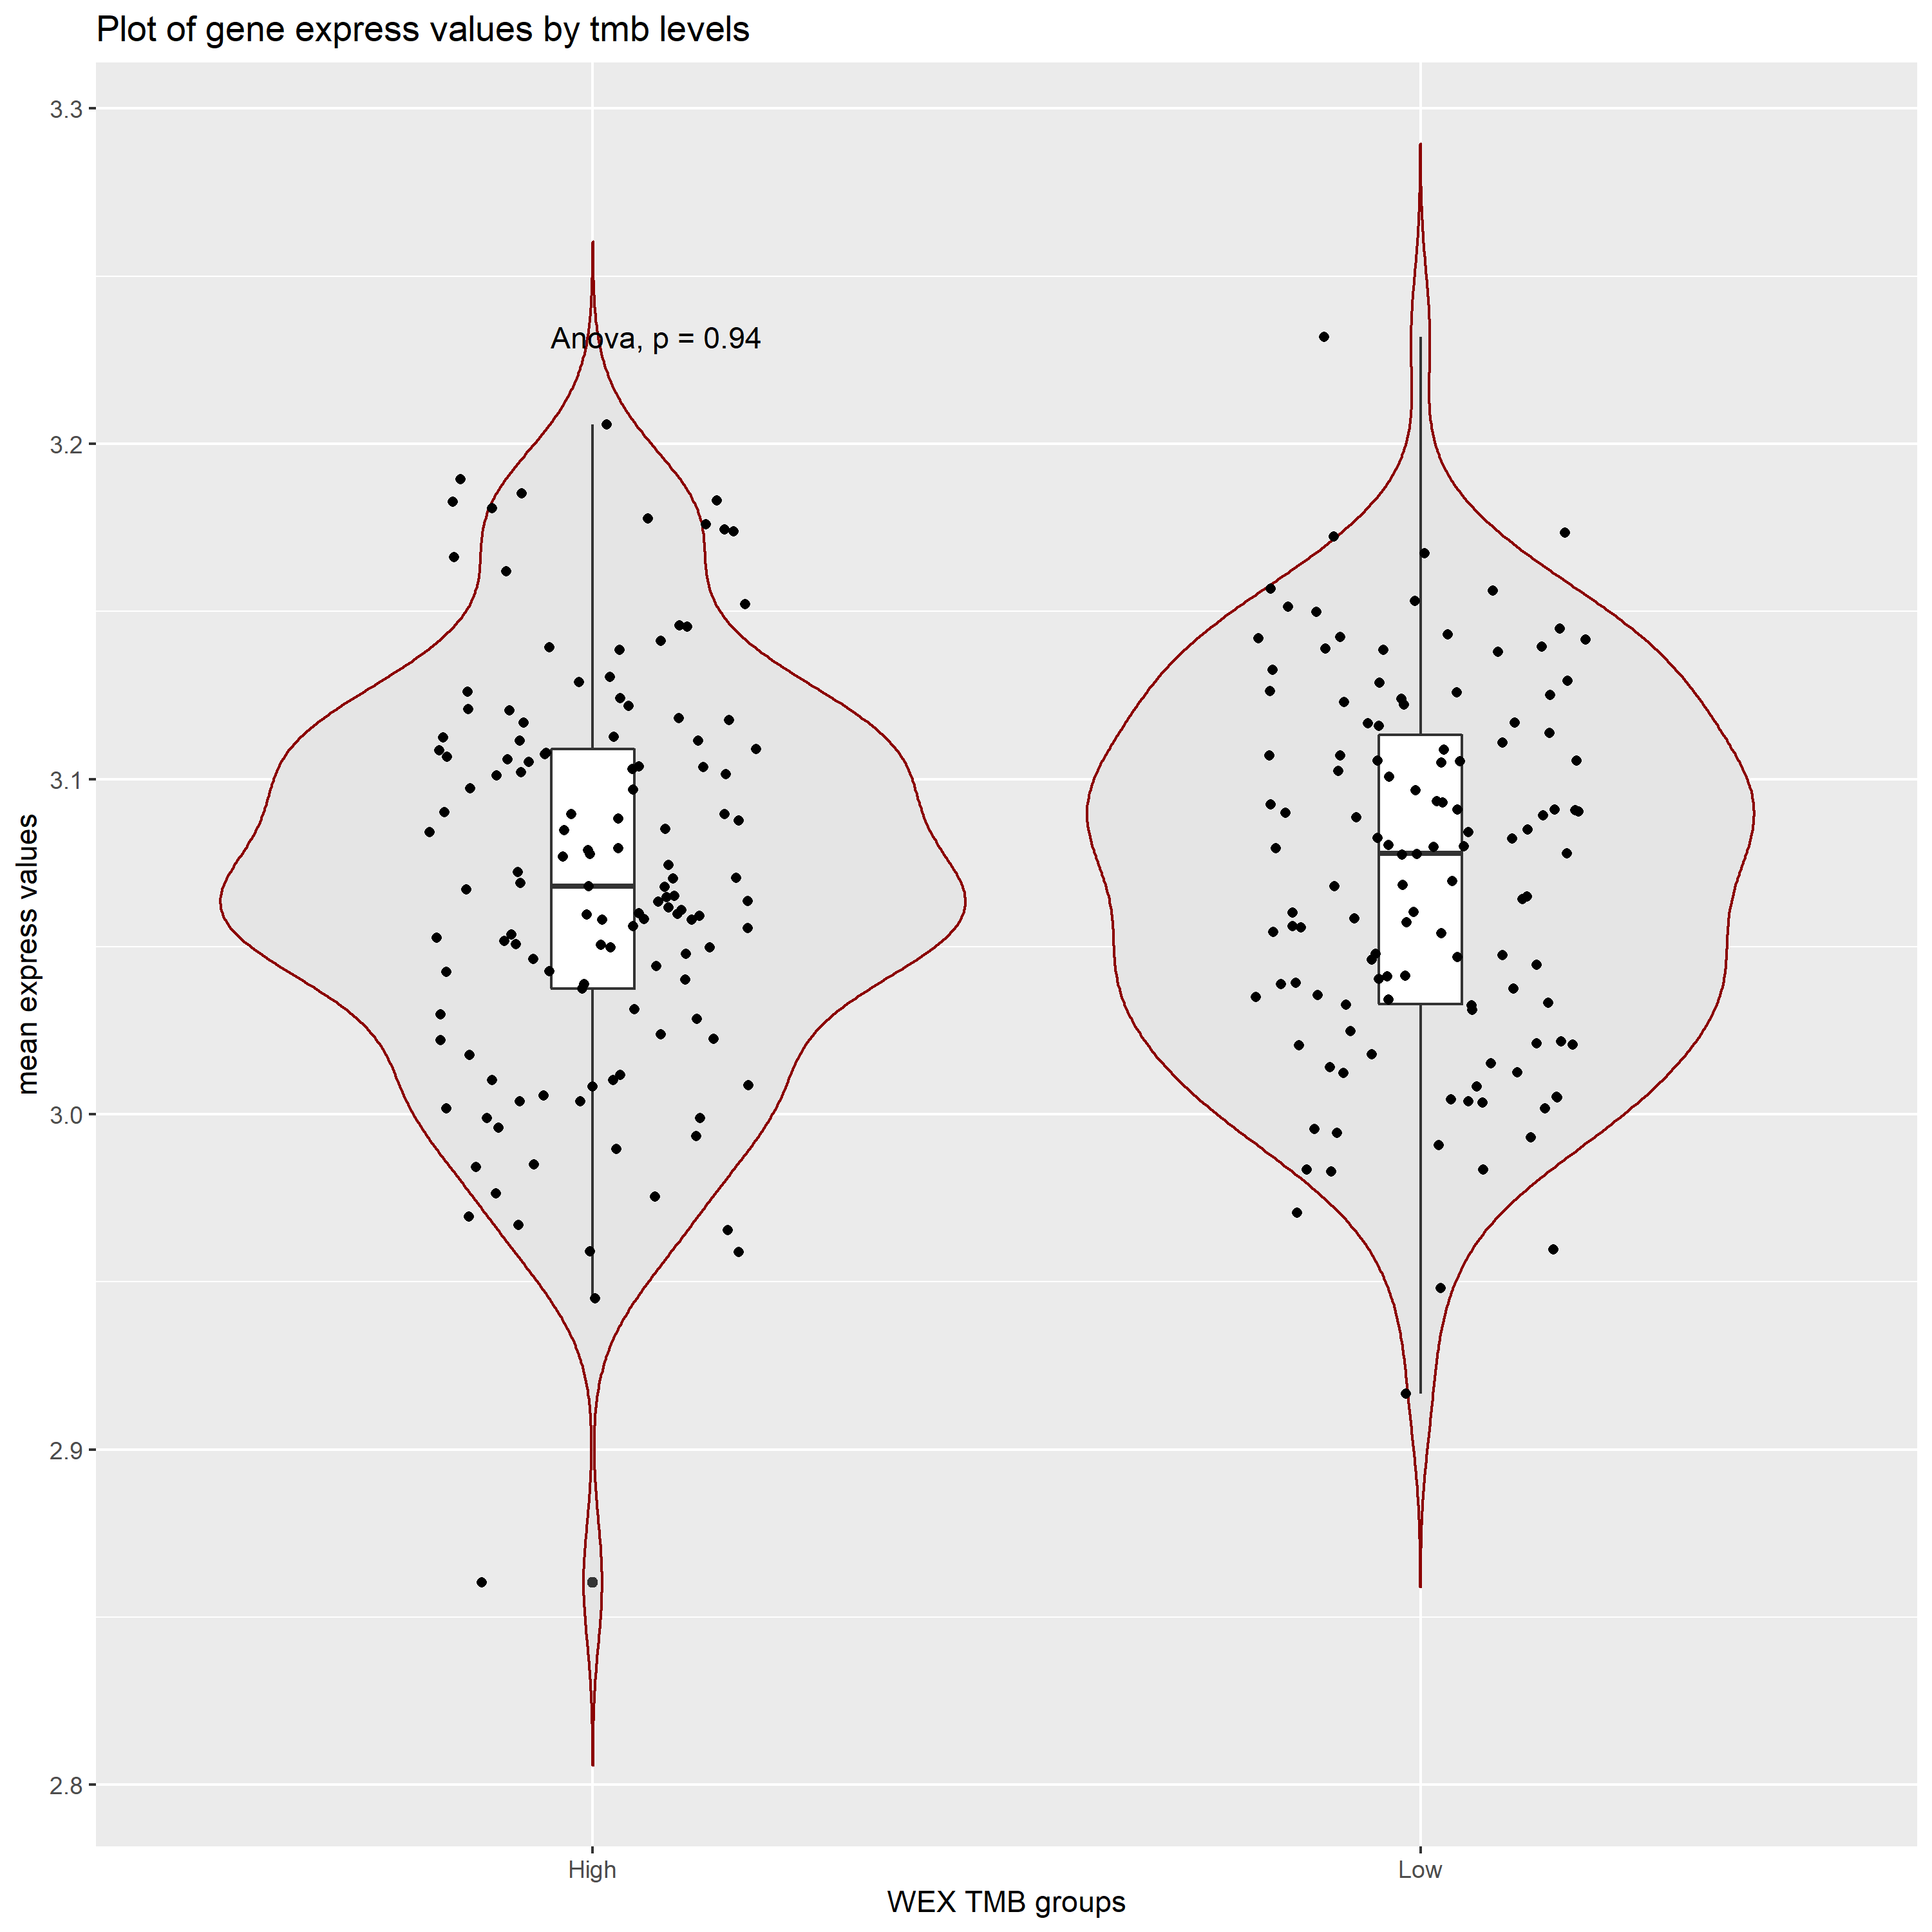 Plot of gene express values by tmb levels
3.3
3.2
3.1
3.0
2.9
2.8
mean express values
Anova, p = 0.94
High
Low
WEX TMB groups